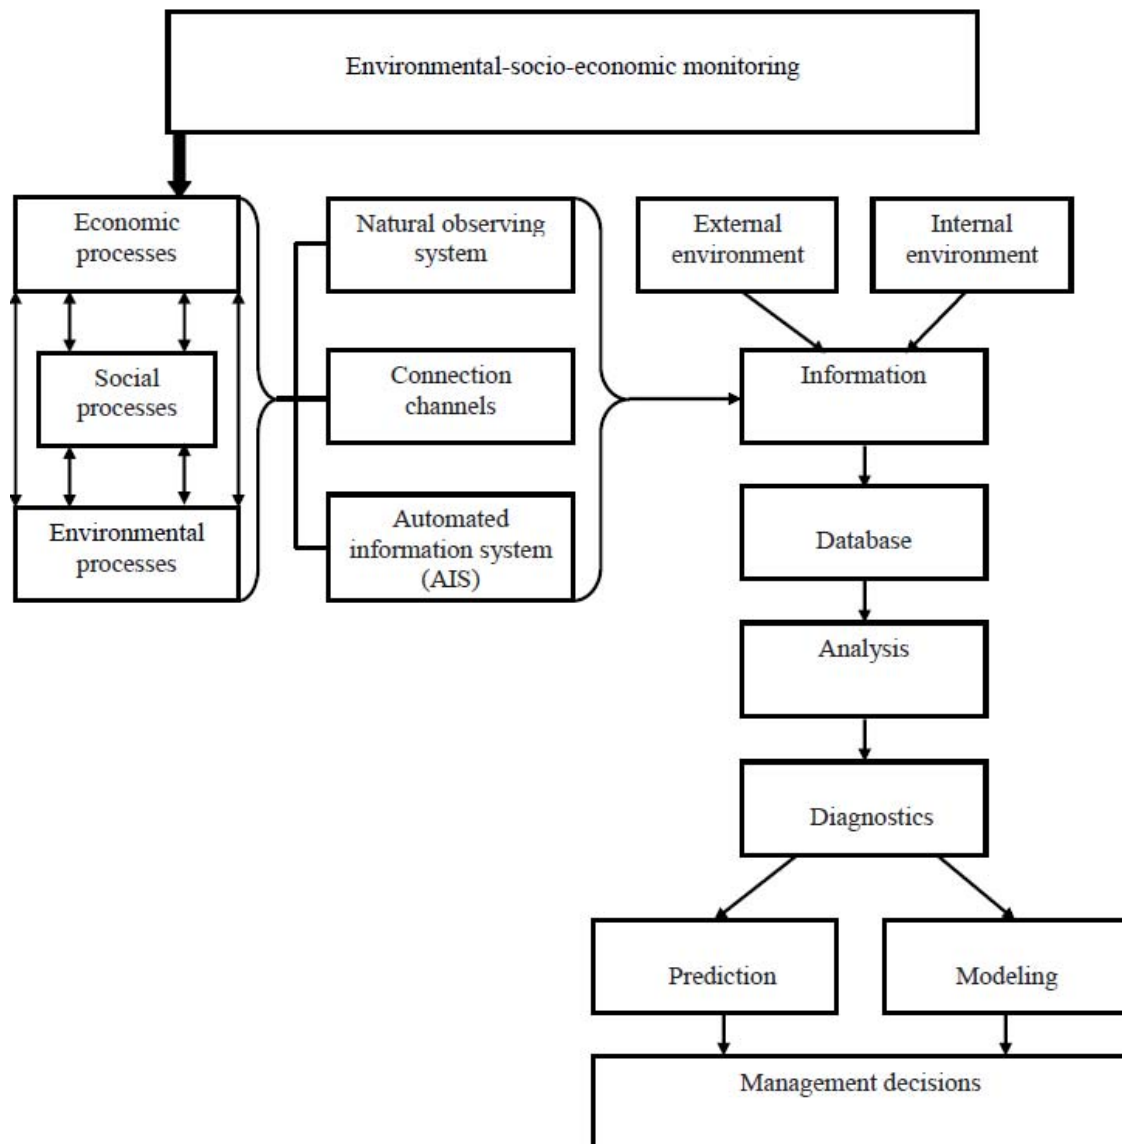 Environmental-socio-economic monitoring
Economic
processes
Social
processes
Environmental
processes
Natural observing
system
Connection
channels
Automated
information system
(AIS)
External
environment
Internal
environment
Information
Database
Analysis
Diagnostics
Prediction
Modeling
Management decisions